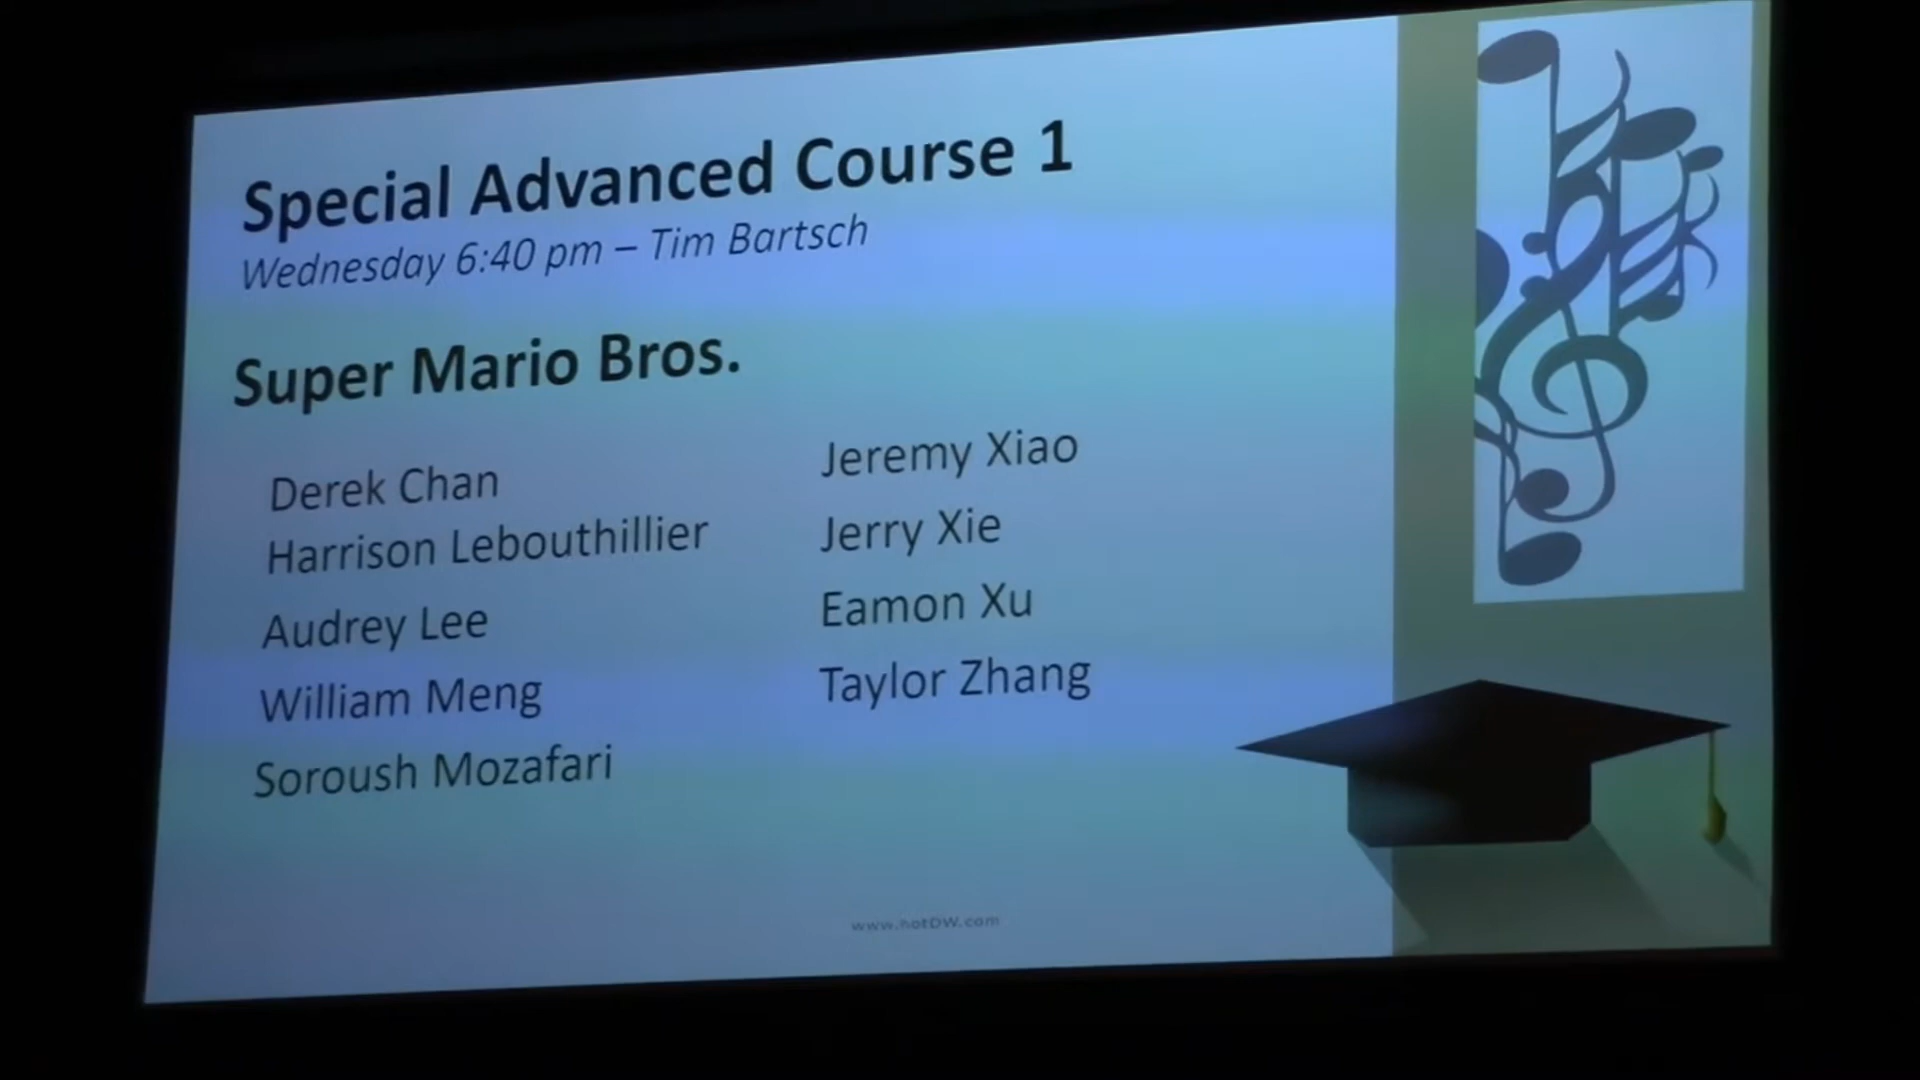 Special Advanced Course 1
Wednesday 6:40 pm – Tim Bartsch
Super Mario Bros.
Derek Chan
Harrison Lebouthillier
Audrey Lee
William Meng
Soroush Mozafari
Jeremy Xiao
Jerry Xie
Eamon Xu
Taylor Zhang
www.notDW.com